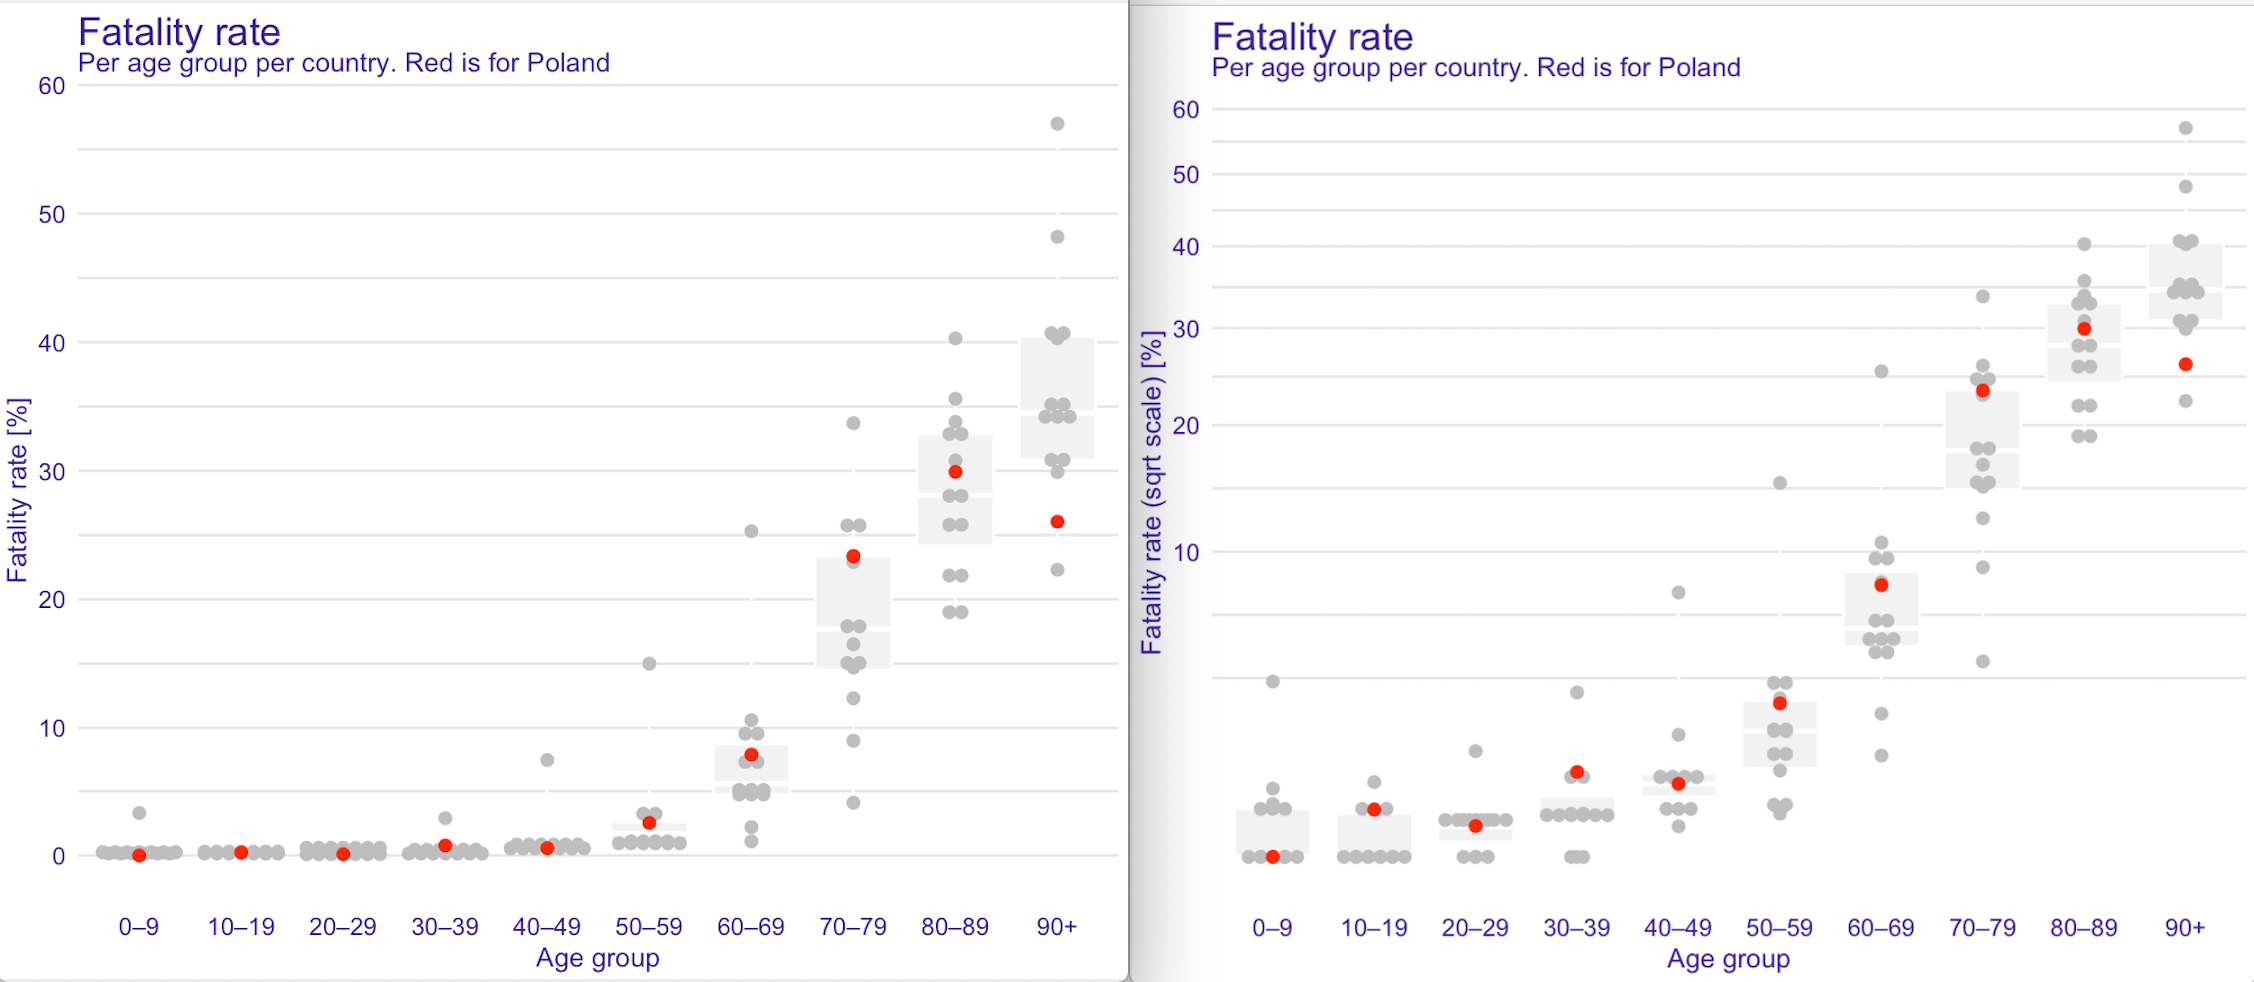 Fatality rate
Per age group per country. Red is for Poland
60
50
40
30
20
10
0
Fatality rate [%]
0–9 10–19 20–29 30–39 40–49 50–59 60–69 70–79 80–89 90+
Age group
Fatality rate
Per age group per country. Red is for Poland
60
50
40
30
20
10
Fatality rate (sqrt scale) [%]
0–9 10–19 20–29 30–39 40–49 50–59 60–69 70–79 80–89 90+
Age group